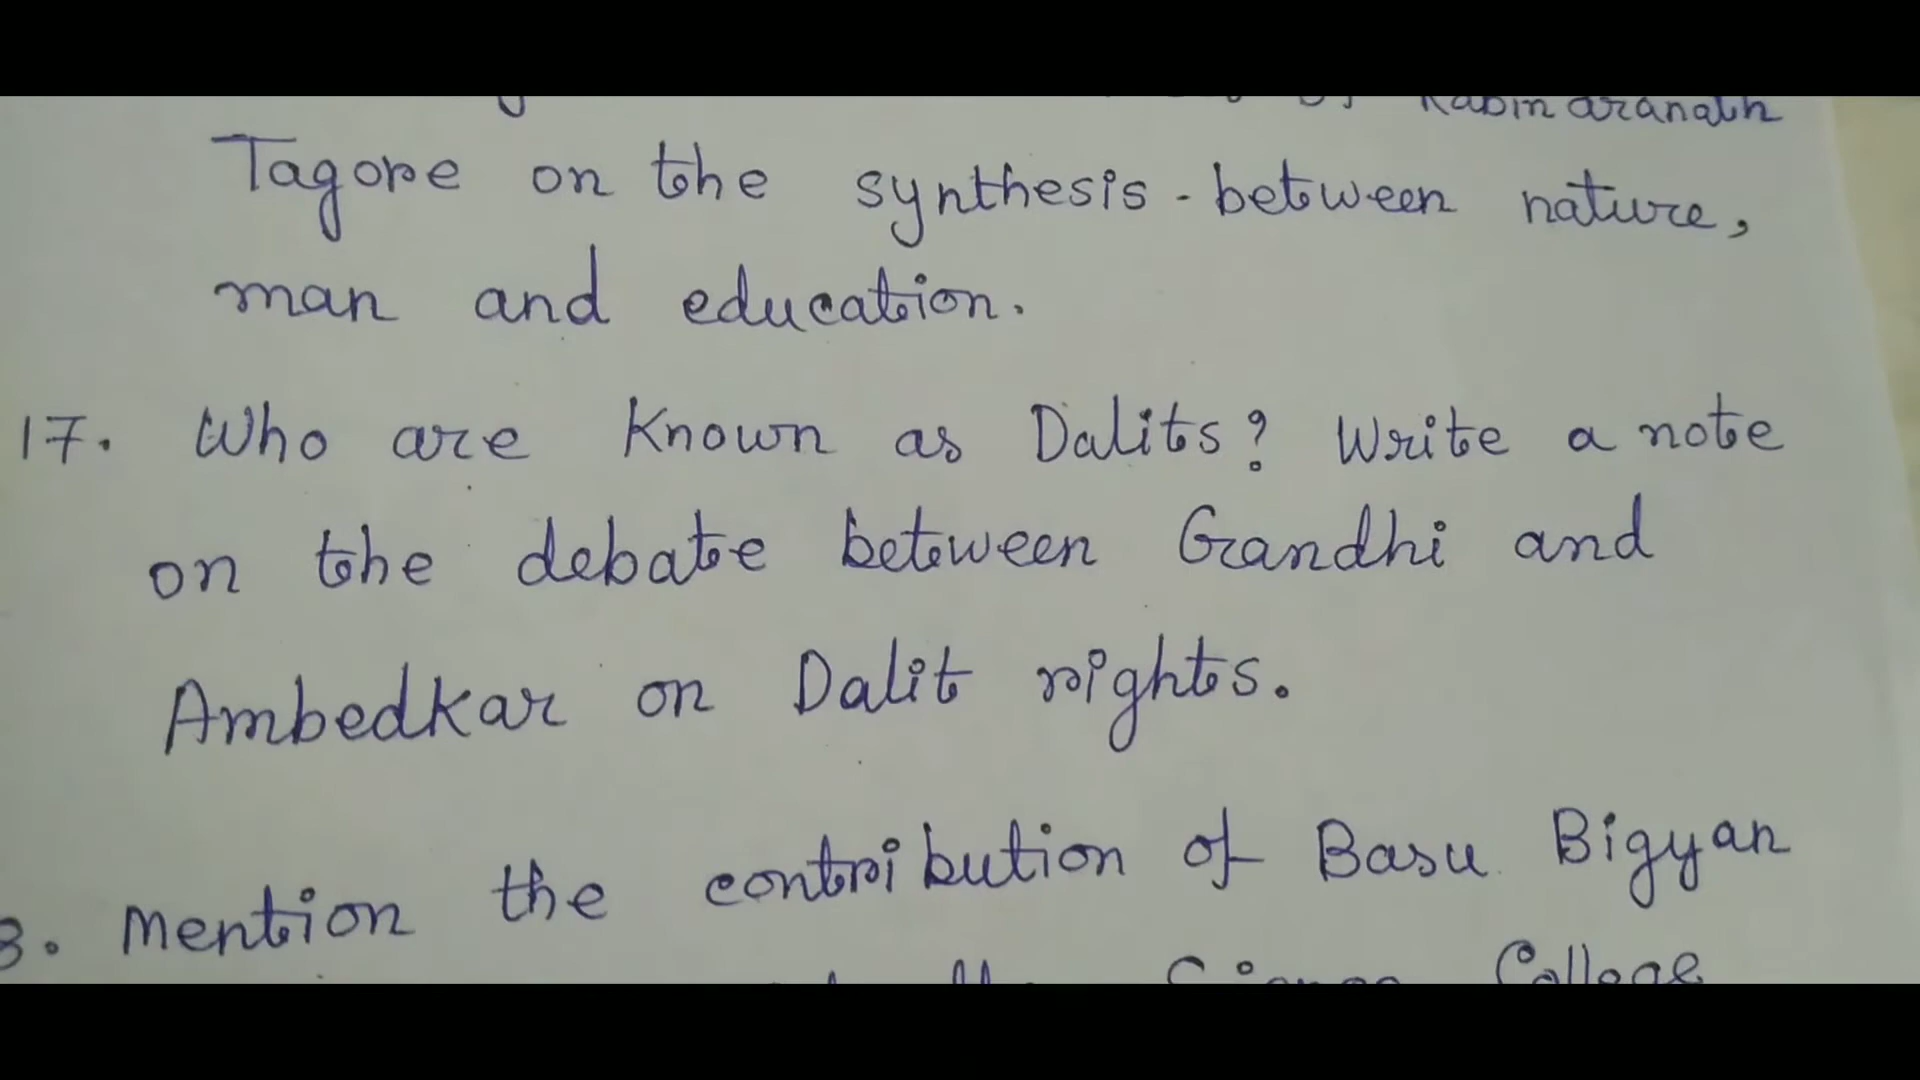 Rabindranath
Tagore on the synthesis - between nature,
man and education.
17. Who are Known as Dalits? Write a note
on the debate between Gandhi and
Ambedkar on Dalit rights.
3. Mention the contribution of Basu Bigyan
College